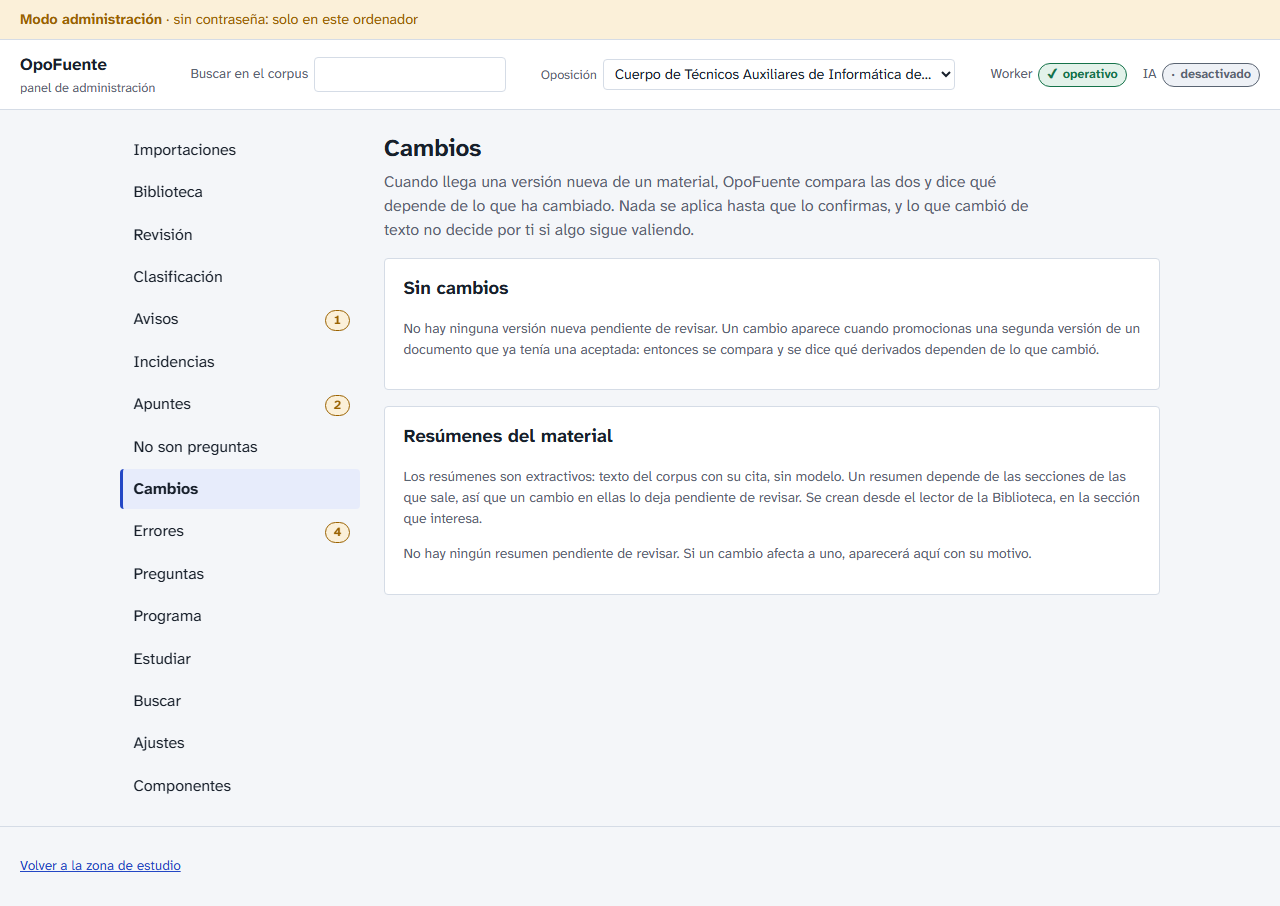 Modo administración · sin contraseña: solo en este ordenador
OpoFuente
panel de administración
Buscar en el corpus
Oposición
Cuerpo de Técnicos Auxiliares de Informática de...
Worker
✓ operativo
IA
· desactivado
Importaciones
Biblioteca
Revisión
Clasificación
Avisos 1
Incidencias
Apuntes 2
No son preguntas
Cambios
Errores 4
Preguntas
Programa
Estudiar
Buscar
Ajustes
Componentes
Cambios
Cuando llega una versión nueva de un material, OpoFuente compara las dos y dice qué
depende de lo que ha cambiado. Nada se aplica hasta que lo confirmas, y lo que cambió de
texto no decide por ti si algo sigue valiendo.
Sin cambios
No hay ninguna versión nueva pendiente de revisar. Un cambio aparece cuando promocionas una segunda versión de un
documento que ya tenía una aceptada: entonces se compara y se dice qué derivados dependen de lo que cambió.
Resúmenes del material
Los resúmenes son extractivos: texto del corpus con su cita, sin modelo. Un resumen depende de las secciones de las
que sale, así que un cambio en ellas lo deja pendiente de revisar. Se crean desde el lector de la Biblioteca, en la sección
que interesa.
No hay ningún resumen pendiente de revisar. Si un cambio afecta a uno, aparecerá aquí con su motivo.
Volver a la zona de estudio